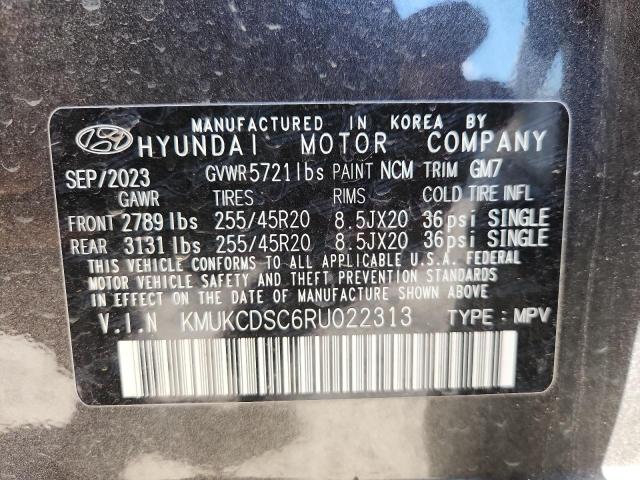 MANUFACTURED IN KOREA BY
HYUNDAI MOTOR COMPANY
SEP/2023 GVWR5721lbs PAINT NCM TRIM GM7
GAWR TIRES RIMS COLD TIRE INFL
FRONT 2789lbs 255/45R20 8.5JX20 36psi SINGLE
REAR 3131lbs 255/45R20 8.5JX20 36psi SINGLE
THIS VEHICLE CONFORMS TO ALL APPLICABLE U.S.A. FEDERAL
MOTOR VEHICLE SAFETY AND THEFT PREVENTION STANDARDS
IN EFFECT ON THE DATE OF MANUFACTURE SHOWN ABOVE.
V.I.N KMUKCDSC6RU022313 TYPE: MPV